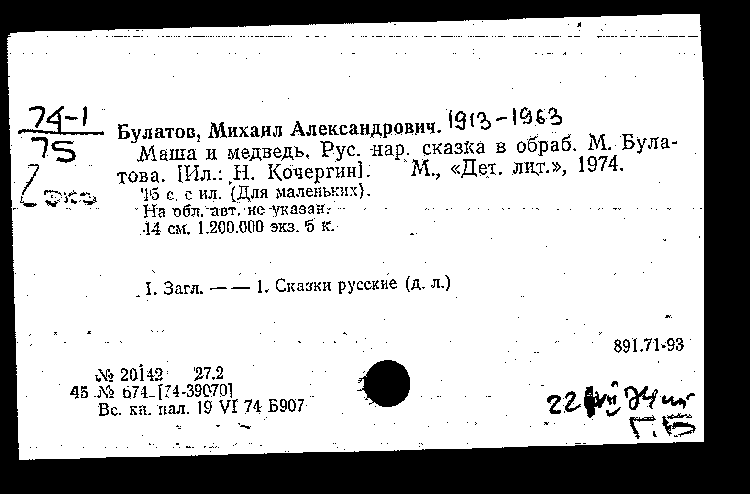 74-1
75
Булатов, Михаил Александрович. 1913-1963
Маша и медведь. Рус. нар. сказка в обраб. М. Була-
това. [Ил.: Н. Кочергин]. М., «Дет. лит.», 1974.
16 с. с ил. (Для маленьких).
На обл. авт. не указан.
14 см. 1.200.000 экз. 5 к.
I. Загл. — — 1. Сказки русские (д. л.)
891.71-93
№ 20142 27.2
45 № 674 [74-39070]
Вс. кн. пал. 19 VI 74 Б907
22 74
Г.Б